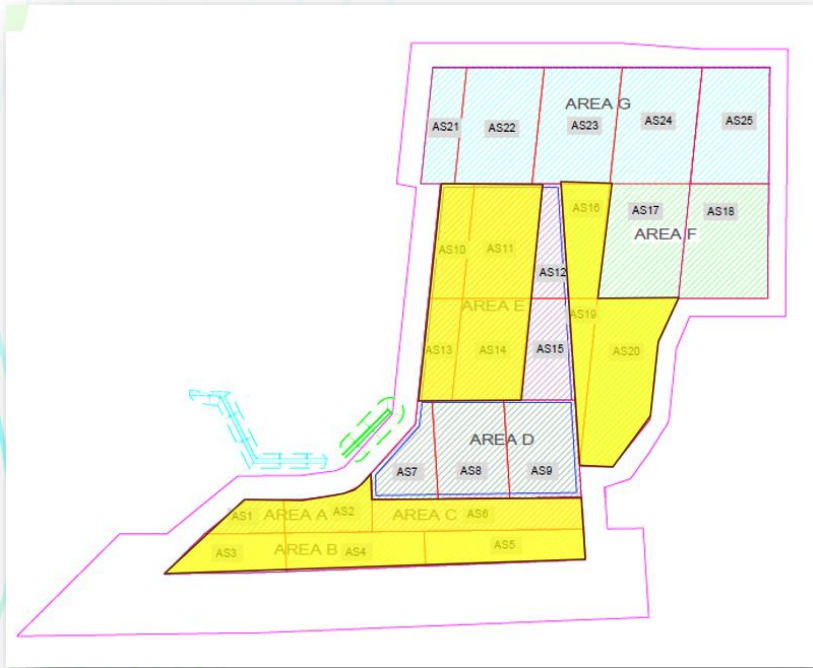 AREA G
AS21
AS22
AS23
AS24
AS25
AS16
AS17
AS18
AREA F
AS10
AS11
AS12
AREA E
AS19
AS13
AS14
AS15
AS20
AREA D
AS7
AS8
AS9
AS1
AREA A
AS2
AREA C
AS6
AS3
AREA B
AS4
AS5